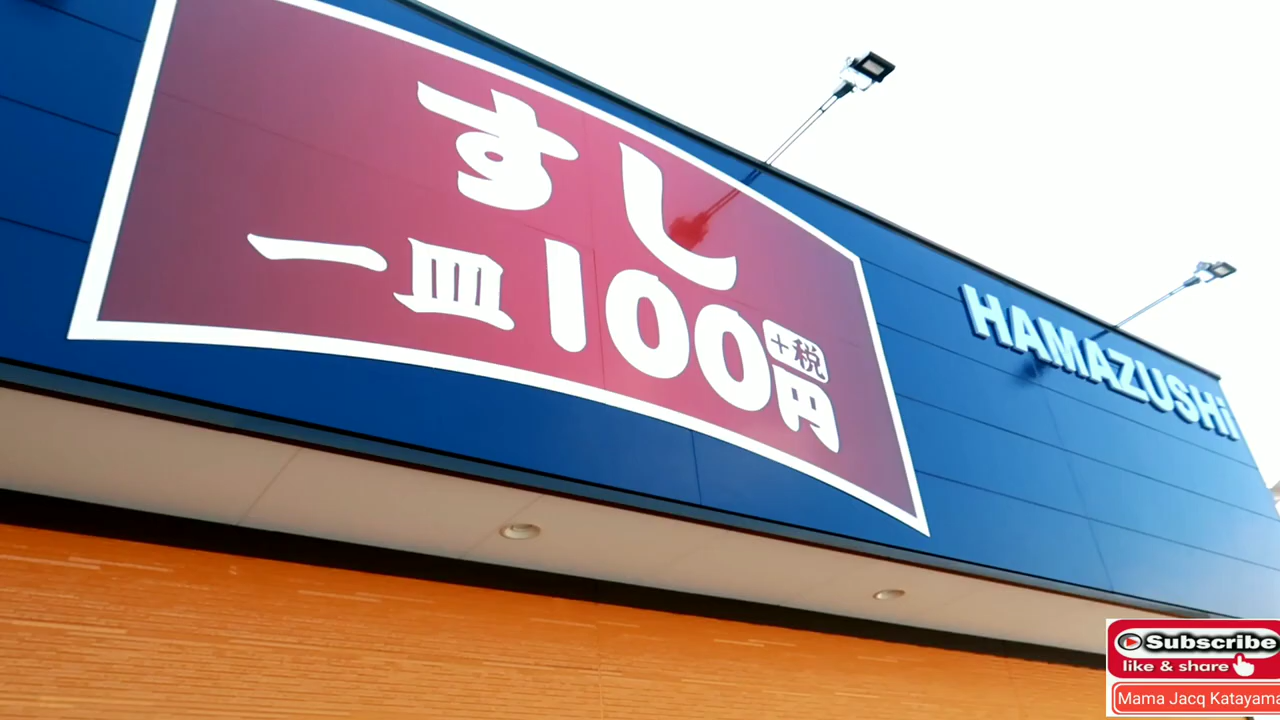 すし
一皿100円
+税
HAMAZUSHi
Subscribe
like & share
Mama Jacq Katayama